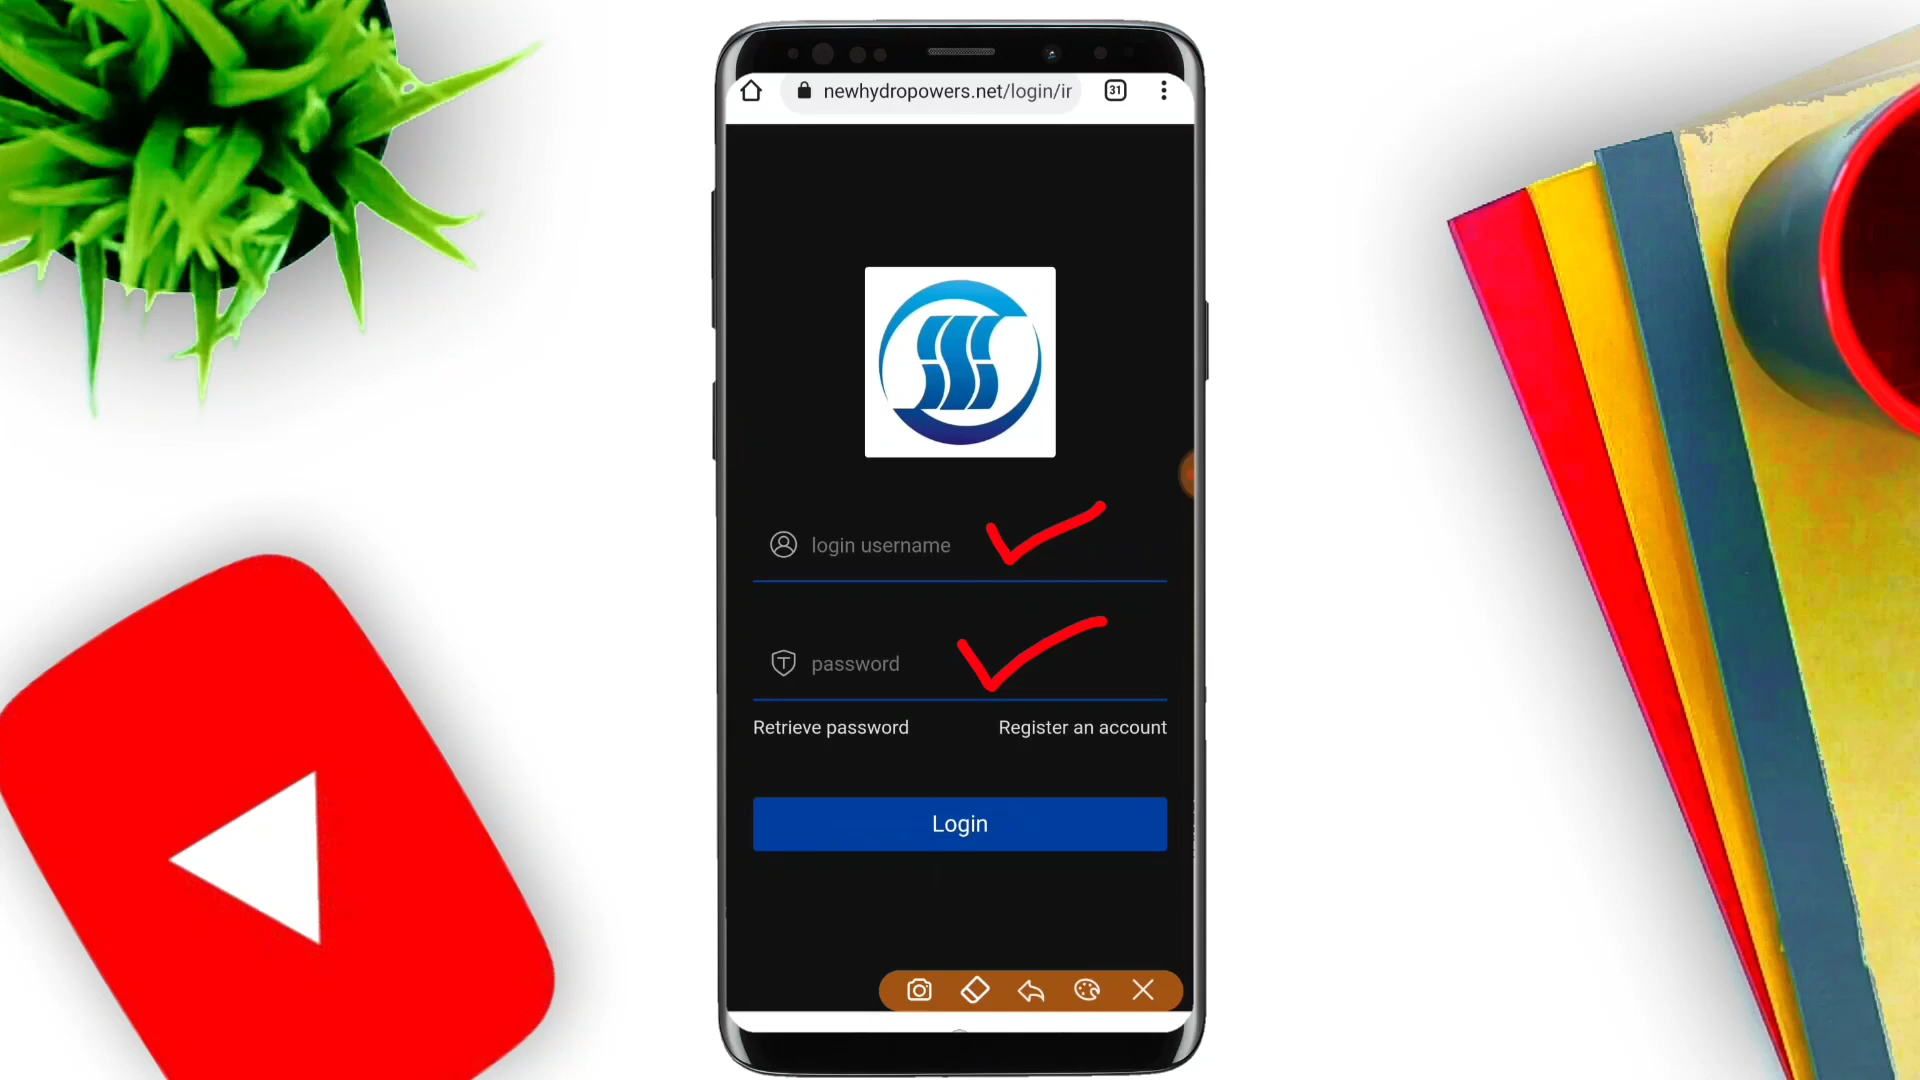 newhydropowers.net/login/ir
31
login username
password
Retrieve password
Register an account
Login